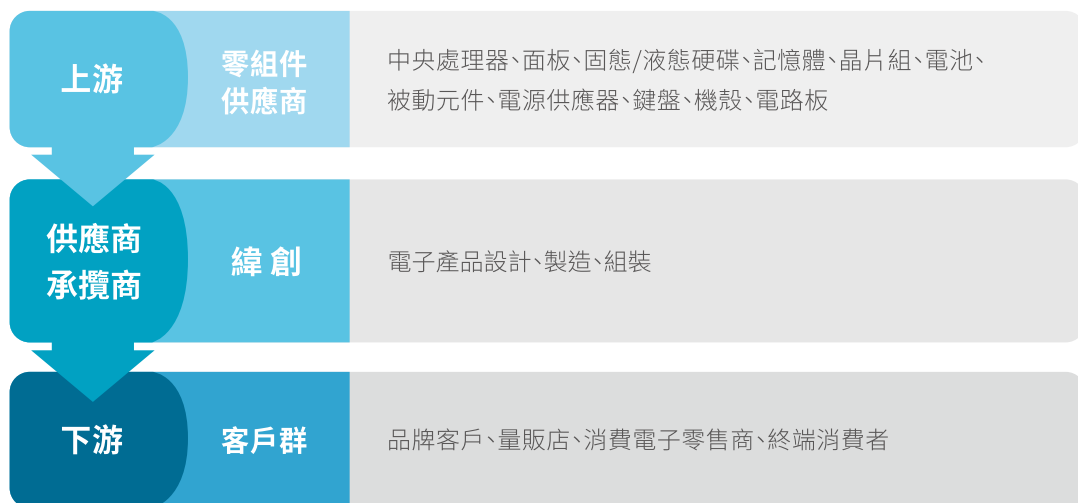 上游
零組件
供應商
中央處理器、面板、固態/液態硬碟、記憶體、晶片組、電池、
被動元件、電源供應器、鍵盤、機殼、電路板
供應商
承攬商
緯創
電子產品設計、製造、組裝
下游
客戶群
品牌客戶、量販店、消費電子零售商、終端消費者